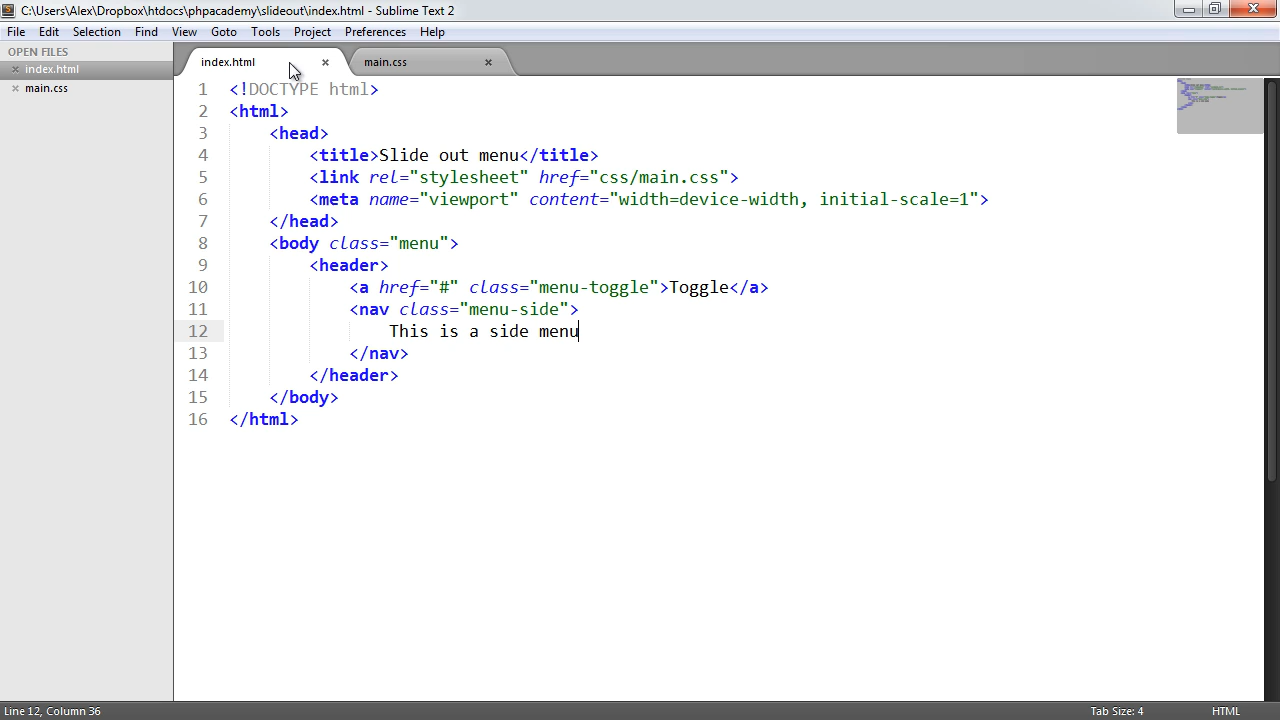 C:\Users\Alex\Dropbox\htdocs\phpacademy\slideout\index.html - Sublime Text 2
File Edit Selection Find View Goto Tools Project Preferences Help
OPEN FILES
index.html
main.css
index.html main.css
1 <!DOCTYPE html>
2 <html>
3 <head>
4 <title>Slide out menu</title>
5 <link rel="stylesheet" href="css/main.css">
6 <meta name="viewport" content="width=device-width, initial-scale=1">
7 </head>
8 <body class="menu">
9 <header>
10 <a href="#" class="menu-toggle">Toggle</a>
11 <nav class="menu-side">
12 This is a side menu
13 </nav>
14 </header>
15 </body>
16 </html>
Line 12, Column 36 Tab Size: 4 HTML